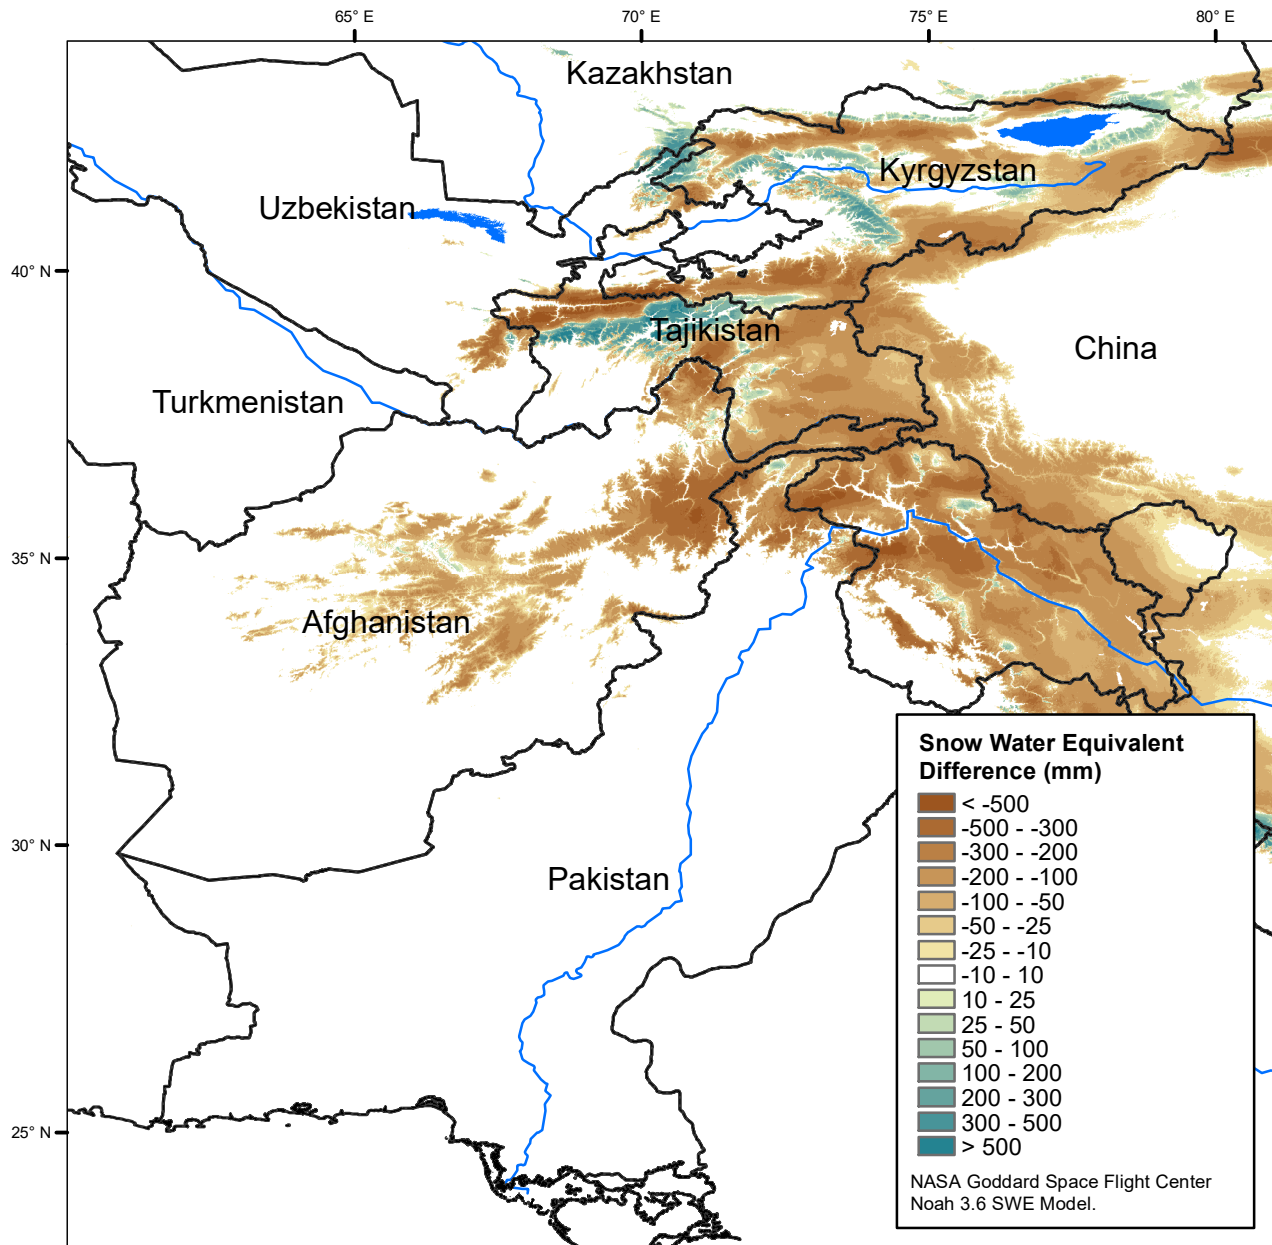 65° E
70° E
75° E
80° E
Kazakhstan
Kyrgyzstan
Uzbekistan
40° N
Tajikistan
China
Turkmenistan
35° N
Afghanistan
30° N
Pakistan
25° N
Snow Water Equivalent
Difference (mm)
< -500
-500 - -300
-300 - -200
-200 - -100
-100 - -50
-50 - -25
-25 - -10
-10 - 10
10 - 25
25 - 50
50 - 100
100 - 200
200 - 300
300 - 500
> 500
NASA Goddard Space Flight Center
Noah 3.6 SWE Model.